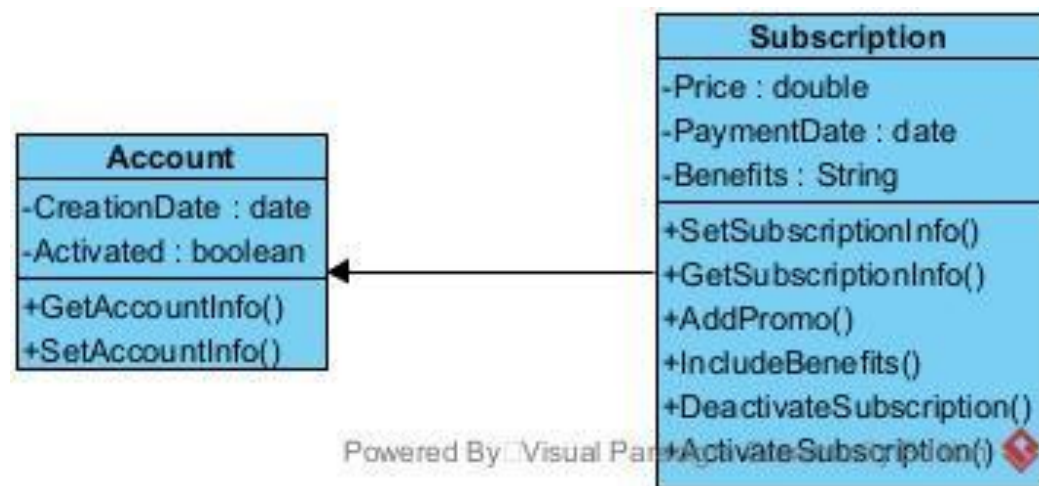 Account
-CreationDate : date
-Activated : boolean
+GetAccountInfo()
+SetAccountInfo()
Subscription
-Price : double
-PaymentDate : date
-Benefits : String
+SetSubscriptionInfo()
+GetSubscriptionInfo()
+AddPromo()
+IncludeBenefits()
+DeactivateSubscription()
+ActivateSubscription()
Powered By Visual